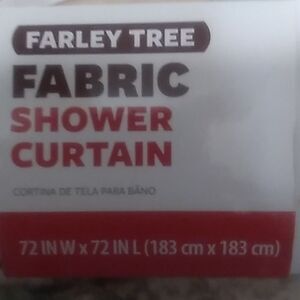 FARLEY TREE
FABRIC
SHOWER
CURTAIN
CORTINA DE TELA PARA BAÑO
72 IN W x 72 IN L (183 cm x 183 cm)